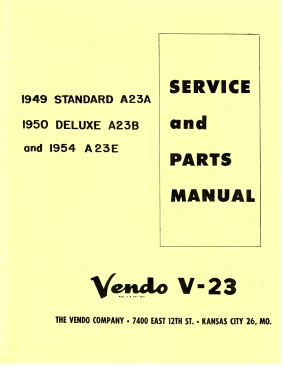 1949 STANDARD A23A
1950 DELUXE A23B
and 1954 A23E
SERVICE
and
PARTS
MANUAL
Vendo V-23
THE VENDO COMPANY • 7400 EAST 12TH ST. • KANSAS CITY 26, MO.